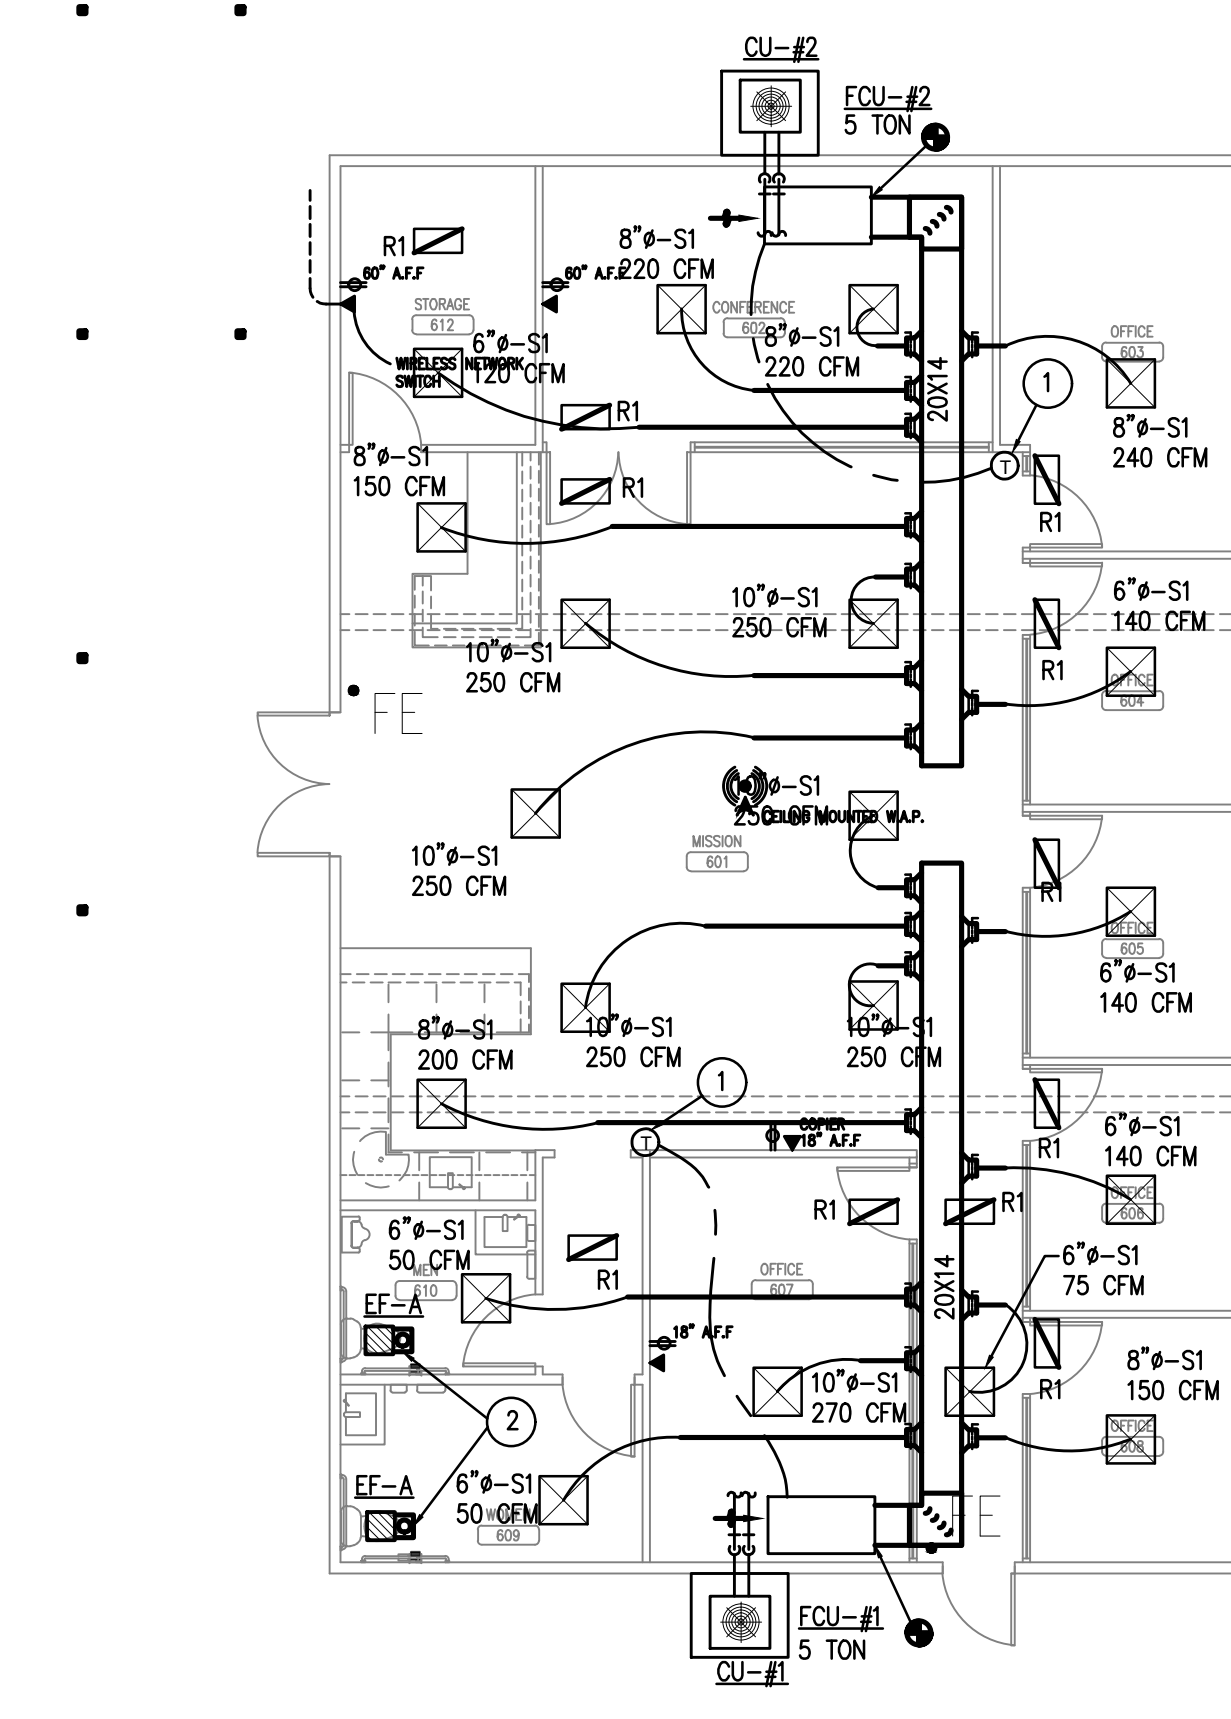 CU-#2
FCU-#2
5 TON
R1
60" A.F.F
60" A.F.F
8"ø-S1
220 CFM
STORAGE
612
CONFERENCE
602
6"ø-S1
120 CFM
WIRELESS NETWORK
SWITCH
8"ø-S1
220 CFM
20X14
OFFICE
603
1
R1
8"ø-S1
240 CFM
8"ø-S1
150 CFM
T
R1
R1
10"ø-S1
250 CFM
6"ø-S1
140 CFM
10"ø-S1
250 CFM
R1
OFFICE
604
FE
10"ø-S1
250 CFM
CEILING MOUNTED W.A.P.
MISSION
601
10"ø-S1
250 CFM
R1
OFFICE
605
6"ø-S1
140 CFM
8"ø-S1
200 CFM
10"ø-S1
250 CFM
10"ø-S1
250 CFM
1
COPIER
18" A.F.F
T
R1
6"ø-S1
140 CFM
OFFICE
606
R1
R1
6"ø-S1
50 CFM
MEN
610
R1
OFFICE
607
20X14
6"ø-S1
75 CFM
EF-A
18" A.F.F
10"ø-S1
270 CFM
R1
8"ø-S1
150 CFM
OFFICE
608
2
EF-A
6"ø-S1
50 CFM
WOMEN
609
FE
FCU-#1
5 TON
CU-#1